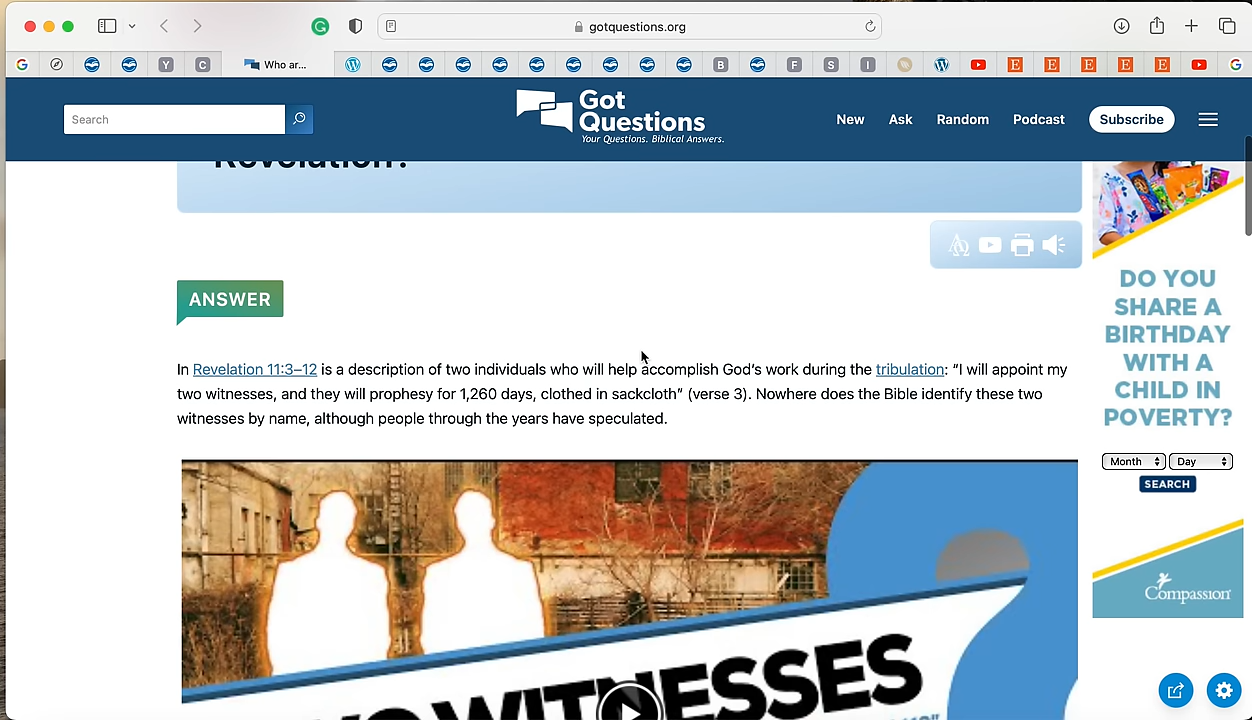 gotquestions.org
Y
C
Who ar...
B
F
S
I
E
E
E
E
E
Search
Got
Questions
Your Questions. Biblical Answers.
New
Ask
Random
Podcast
Subscribe
Revelation?
ANSWER
In Revelation 11:3–12 is a description of two individuals who will help accomplish God’s work during the tribulation: “I will appoint my
two witnesses, and they will prophesy for 1,260 days, clothed in sackcloth” (verse 3). Nowhere does the Bible identify these two
witnesses by name, although people through the years have speculated.
WITNESSES
DO YOU
SHARE A
BIRTHDAY
WITH A
CHILD IN
POVERTY?
Month
Day
SEARCH
Compassion